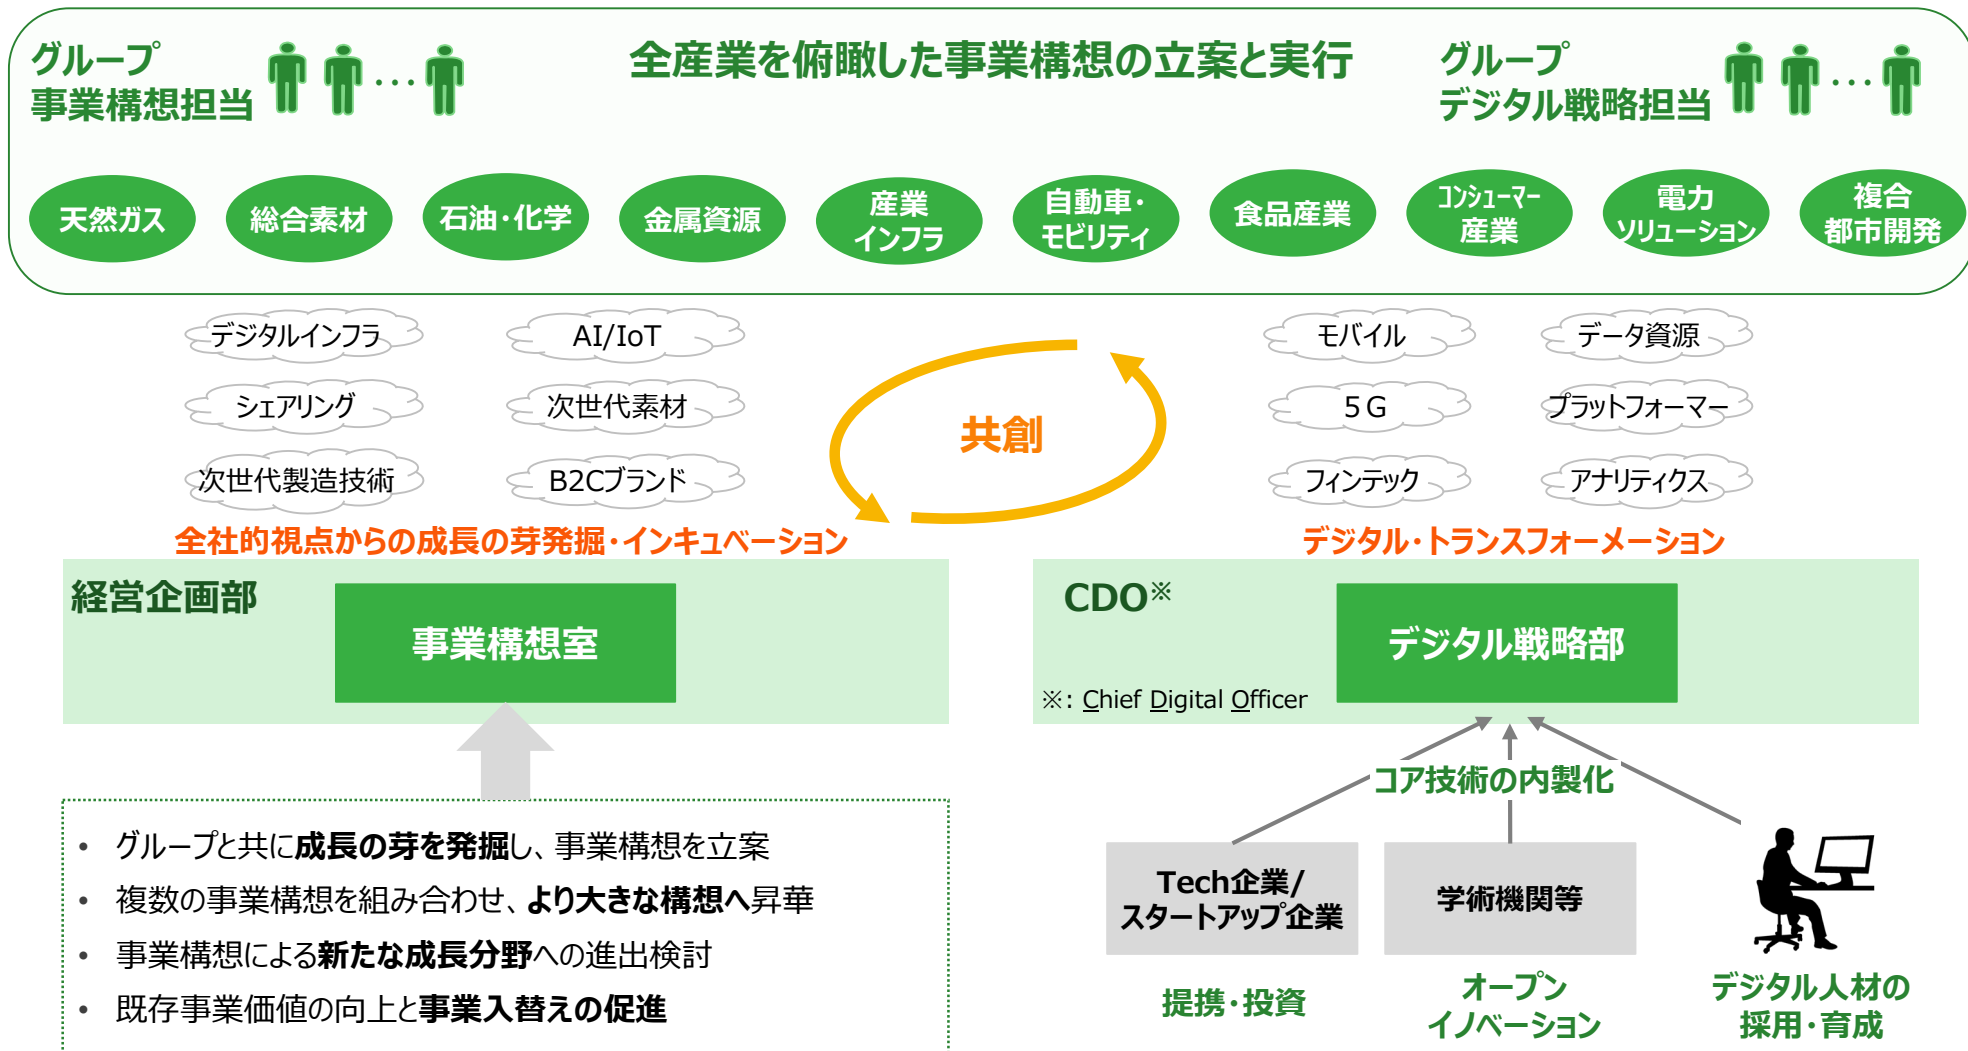 グループ
事業構想担当
…
全産業を俯瞰した事業構想の立案と実行
グループ
デジタル戦略担当
…
天然ガス
総合素材
石油・化学
金属資源
産業
インフラ
自動車・
モビリティ
食品産業
コンシューマー
産業
電力
ソリューション
複合
都市開発
デジタルインフラ
AI/IoT
モバイル
データ資源
シェアリング
次世代素材
5G
プラットフォーマー
次世代製造技術
B2Cブランド
フィンテック
アナリティクス
共創
全社的視点からの成長の芽発掘・インキュベーション
デジタル・トランスフォーメーション
経営企画部
事業構想室
CDO※
デジタル戦略部
※: Chief Digital Officer
コア技術の内製化
• グループと共に成長の芽を発掘し、事業構想を立案
• 複数の事業構想を組み合わせ、より大きな構想へ昇華
• 事業構想による新たな成長分野への進出検討
• 既存事業価値の向上と事業入替えの促進
Tech企業/
スタートアップ企業
学術機関等
提携・投資
オープン
イノベーション
デジタル人材の
採用・育成